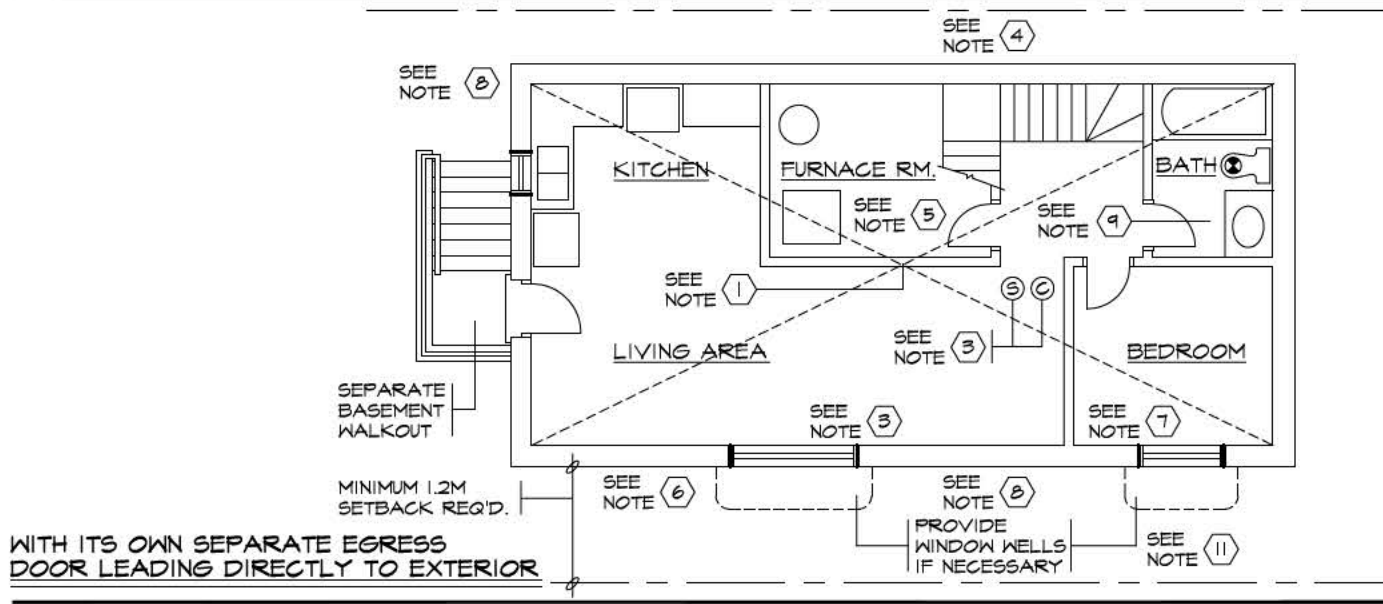 SEE
NOTE 4
SEE
NOTE 8
KITCHEN
FURNACE RM.
BATH
SEE
NOTE 5
SEE
NOTE 9
SEE
NOTE 1
S C
SEE
NOTE 3
LIVING AREA
BEDROOM
SEPARATE
BASEMENT
WALKOUT
SEE
NOTE 3
SEE
NOTE 7
MINIMUM 1.2M
SETBACK REQ'D.
SEE
NOTE 6
SEE
NOTE 8
PROVIDE
WINDOW WELLS
IF NECESSARY
SEE
NOTE 11
WITH ITS OWN SEPARATE EGRESS
DOOR LEADING DIRECTLY TO EXTERIOR